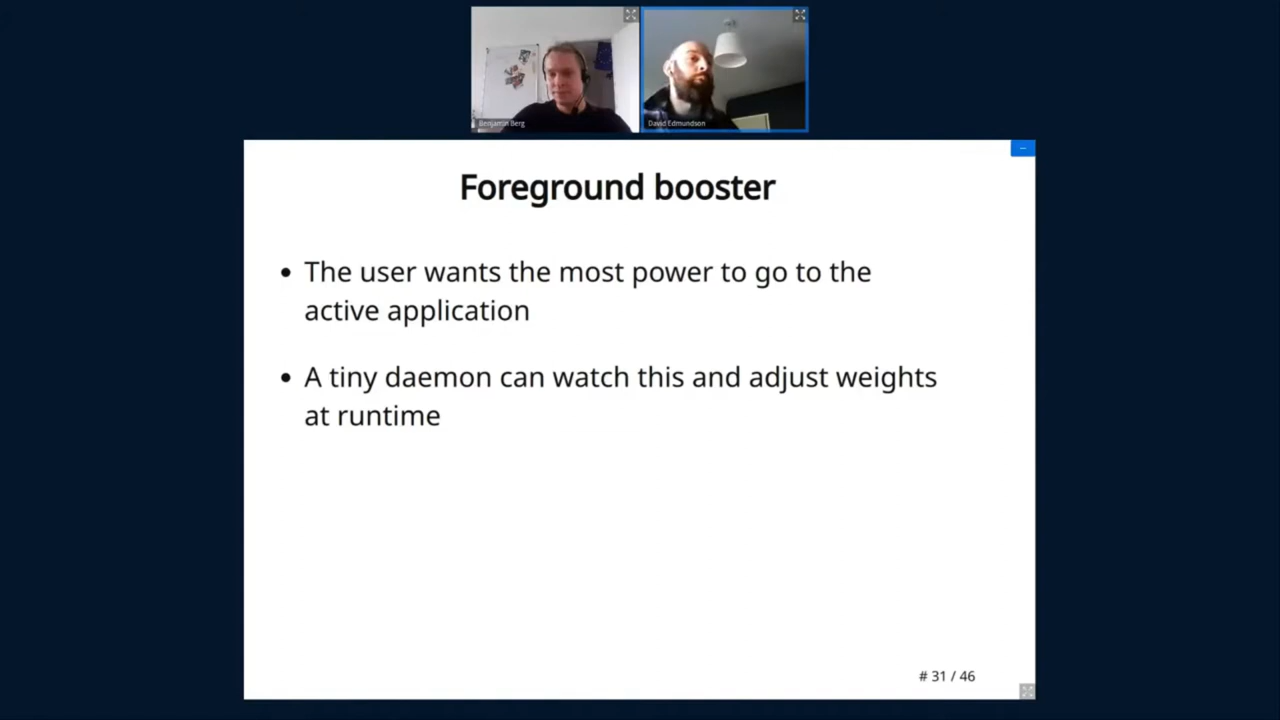 Benjamin Berg
David Edmundson
Foreground booster
• The user wants the most power to go to the
active application
• A tiny daemon can watch this and adjust weights
at runtime
# 31 / 46